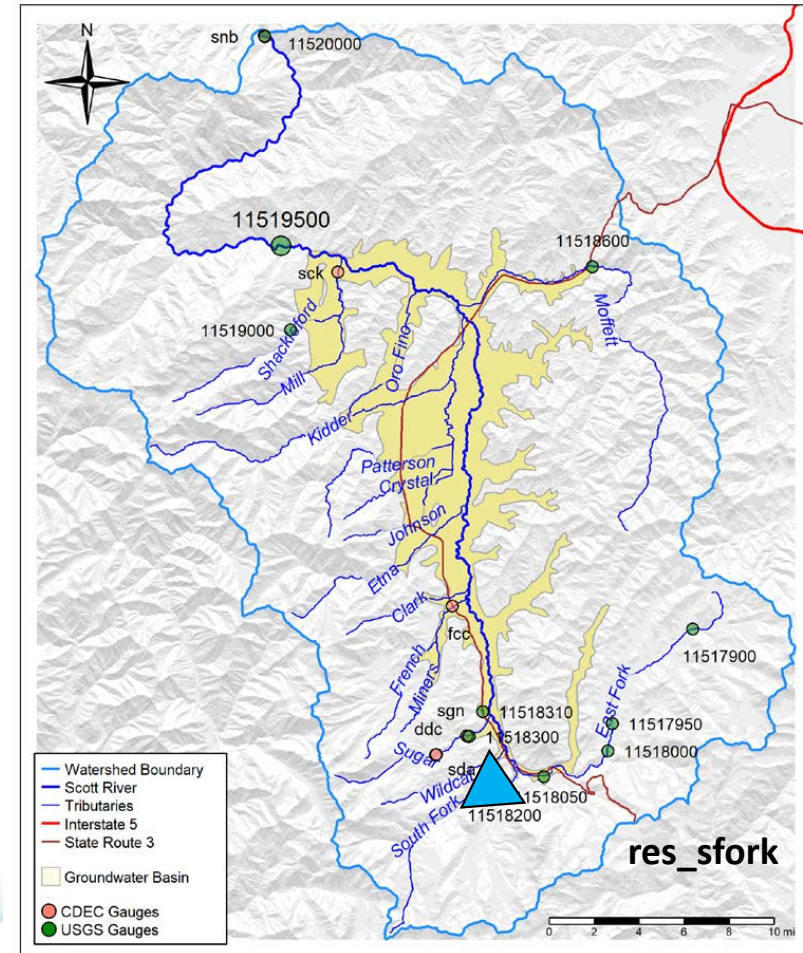 snb
11520000
N
11519500
11518600
sck
11519000
Shackleford
Moffett
Mill
Oro Fino
Kidder
Patterson
Crystal
Johnson
Etna
Clark
fcc
11517900
French
Miners
East Fork
sgn
11518310
11517950
ddc
11518300
11518000
Sugar
sda
Wildcat
11518050
South Fork
11518200
res_sfork
Watershed Boundary
Scott River
Tributaries
Interstate 5
State Route 3
Groundwater Basin
CDEC Gauges
USGS Gauges
0 2 4 6 8 10 mi